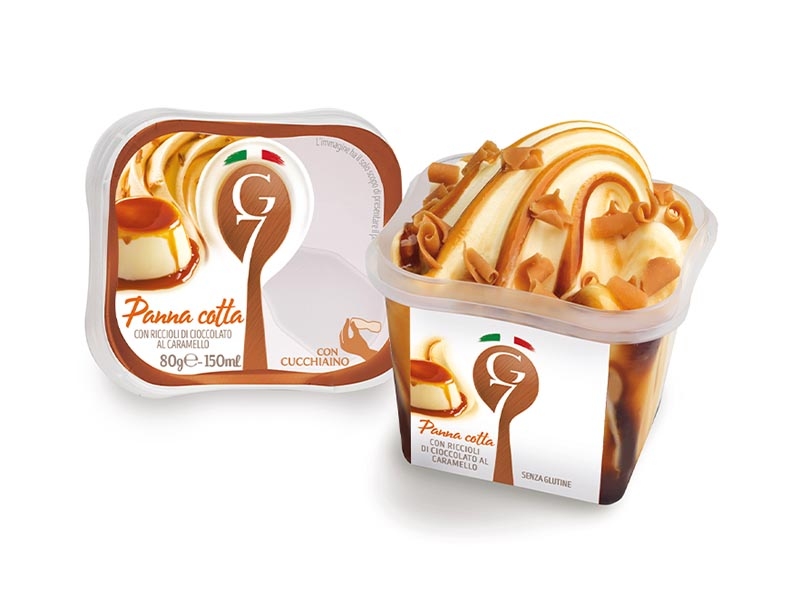 L'immagine ha il solo scopo di presentare il
G7
Panna cotta
CON RICCIOLI DI CIOCCOLATO
AL CARAMELLO
80g℮-150ml
CON
CUCCHIAINO
G7
Panna cotta
CON RICCIOLI
DI CIOCCOLATO AL
CARAMELLO
SENZA GLUTINE